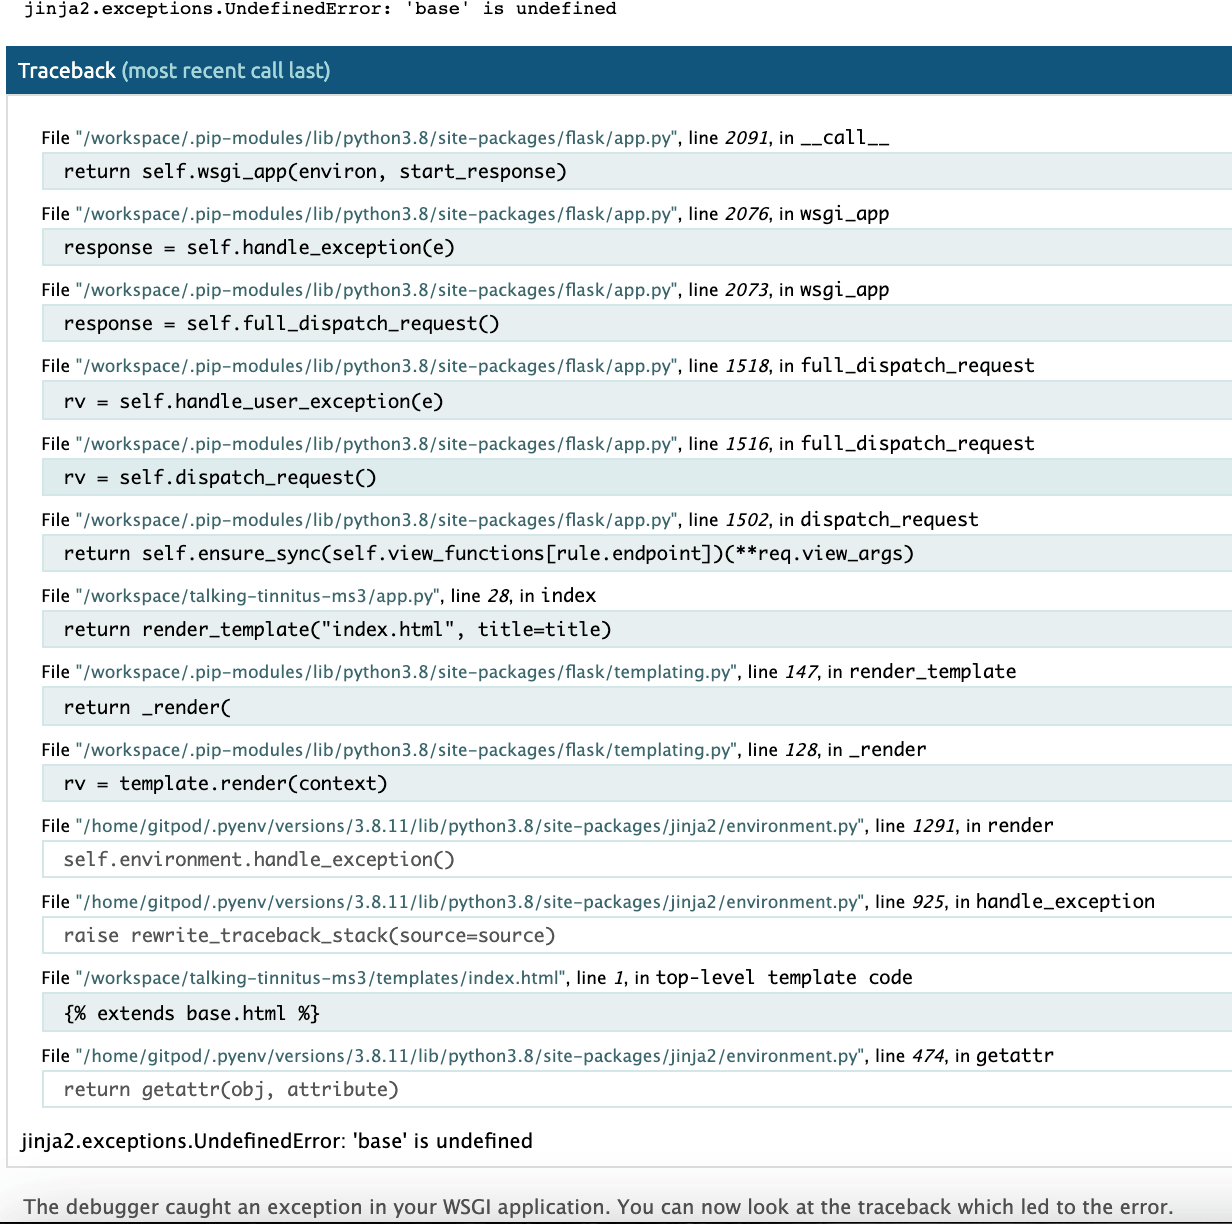 jinja2.exceptions.UndefinedError: 'base' is undefined
Traceback (most recent call last)
File "/workspace/.pip-modules/lib/python3.8/site-packages/flask/app.py", line 2091, in __call__
return self.wsgi_app(environ, start_response)
File "/workspace/.pip-modules/lib/python3.8/site-packages/flask/app.py", line 2076, in wsgi_app
response = self.handle_exception(e)
File "/workspace/.pip-modules/lib/python3.8/site-packages/flask/app.py", line 2073, in wsgi_app
response = self.full_dispatch_request()
File "/workspace/.pip-modules/lib/python3.8/site-packages/flask/app.py", line 1518, in full_dispatch_request
rv = self.handle_user_exception(e)
File "/workspace/.pip-modules/lib/python3.8/site-packages/flask/app.py", line 1516, in full_dispatch_request
rv = self.dispatch_request()
File "/workspace/.pip-modules/lib/python3.8/site-packages/flask/app.py", line 1502, in dispatch_request
return self.ensure_sync(self.view_functions[rule.endpoint])(**req.view_args)
File "/workspace/talking-tinnitus-ms3/app.py", line 28, in index
return render_template("index.html", title=title)
File "/workspace/.pip-modules/lib/python3.8/site-packages/flask/templating.py", line 147, in render_template
return _render(
File "/workspace/.pip-modules/lib/python3.8/site-packages/flask/templating.py", line 128, in _render
rv = template.render(context)
File "/home/gitpod/.pyenv/versions/3.8.11/lib/python3.8/site-packages/jinja2/environment.py", line 1291, in render
self.environment.handle_exception()
File "/home/gitpod/.pyenv/versions/3.8.11/lib/python3.8/site-packages/jinja2/environment.py", line 925, in handle_exception
raise rewrite_traceback_stack(source=source)
File "/workspace/talking-tinnitus-ms3/templates/index.html", line 1, in top-level template code
{% extends base.html %}
File "/home/gitpod/.pyenv/versions/3.8.11/lib/python3.8/site-packages/jinja2/environment.py", line 474, in getattr
return getattr(obj, attribute)
jinja2.exceptions.UndefinedError: 'base' is undefined
The debugger caught an exception in your WSGI application. You can now look at the traceback which led to the error.